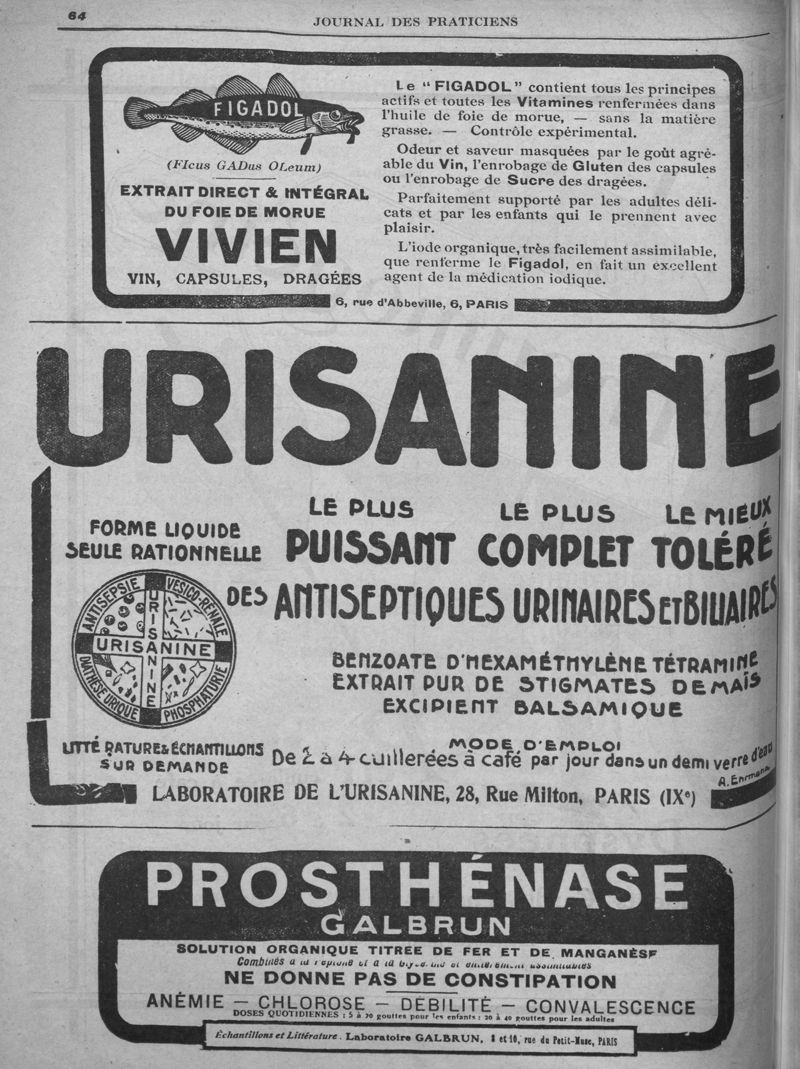 64
JOURNAL DES PRATICIENS
FIGADOL
(FIcus GADus OLeum)
EXTRAIT DIRECT & INTÉGRAL
DU FOIE DE MORUE
VIVIEN
VIN, CAPSULES, DRAGÉES
Le "FIGADOL" contient tous les principes
actifs et toutes les Vitamines renfermées dans
l'huile de foie de morue, — sans la matière
grasse. — Contrôle expérimental.
Odeur et saveur masquées par le goût agré-
able du Vin, l'enrobage de Gluten des capsules
ou l'enrobage de Sucre des dragées.
Parfaitement supporté par les adultes déli-
cats et par les enfants qui le prennent avec
plaisir.
L'iode organique, très facilement assimilable,
que renferme le Figadol, en fait un excellent
agent de la médication iodique.
6, rue d'Abbeville, 6, PARIS
URISANINE
FORME LIQUIDE
SEULE RATIONNELLE
LE PLUS LE PLUS LE MIEUX
PUISSANT COMPLET TOLÉRÉ
DES ANTISEPTIQUES URINAIRES ET BILIAIRES
ANTISEPSIE VESICO-RÉNALE
URISANINE
URISANINE
DIATHÈSE URIQUE PHOSPHATURIE
BENZOATE D'HEXAMÉTHYLÈNE TÉTRAMINE
EXTRAIT PUR DE STIGMATES DE MAÏS
EXCIPIENT BALSAMIQUE
LITTÉRATURE & ÉCHANTILLONS
SUR DEMANDE
MODE D'EMPLOI
De 2 à 4 cuillerées à café par jour dans un demi verre d'eau
A. Ehrmann
LABORATOIRE DE L'URISANINE, 28, Rue Milton, PARIS (IXe)
PROSTHÉNASE
GALBRUN
SOLUTION ORGANIQUE TITRÉE DE FER ET DE MANGANÈSE
Combinés à la peptone et à la
NE DONNE PAS DE CONSTIPATION
ANÉMIE — CHLOROSE — DÉBILITÉ — CONVALESCENCE
DOSES QUOTIDIENNES : 5 à 20 gouttes pour les enfants ; 20 à 40 gouttes pour les adultes
Échantillons et Littérature. Laboratoire GALBRUN, 8 et 10, rue du Petit-Musc, PARIS